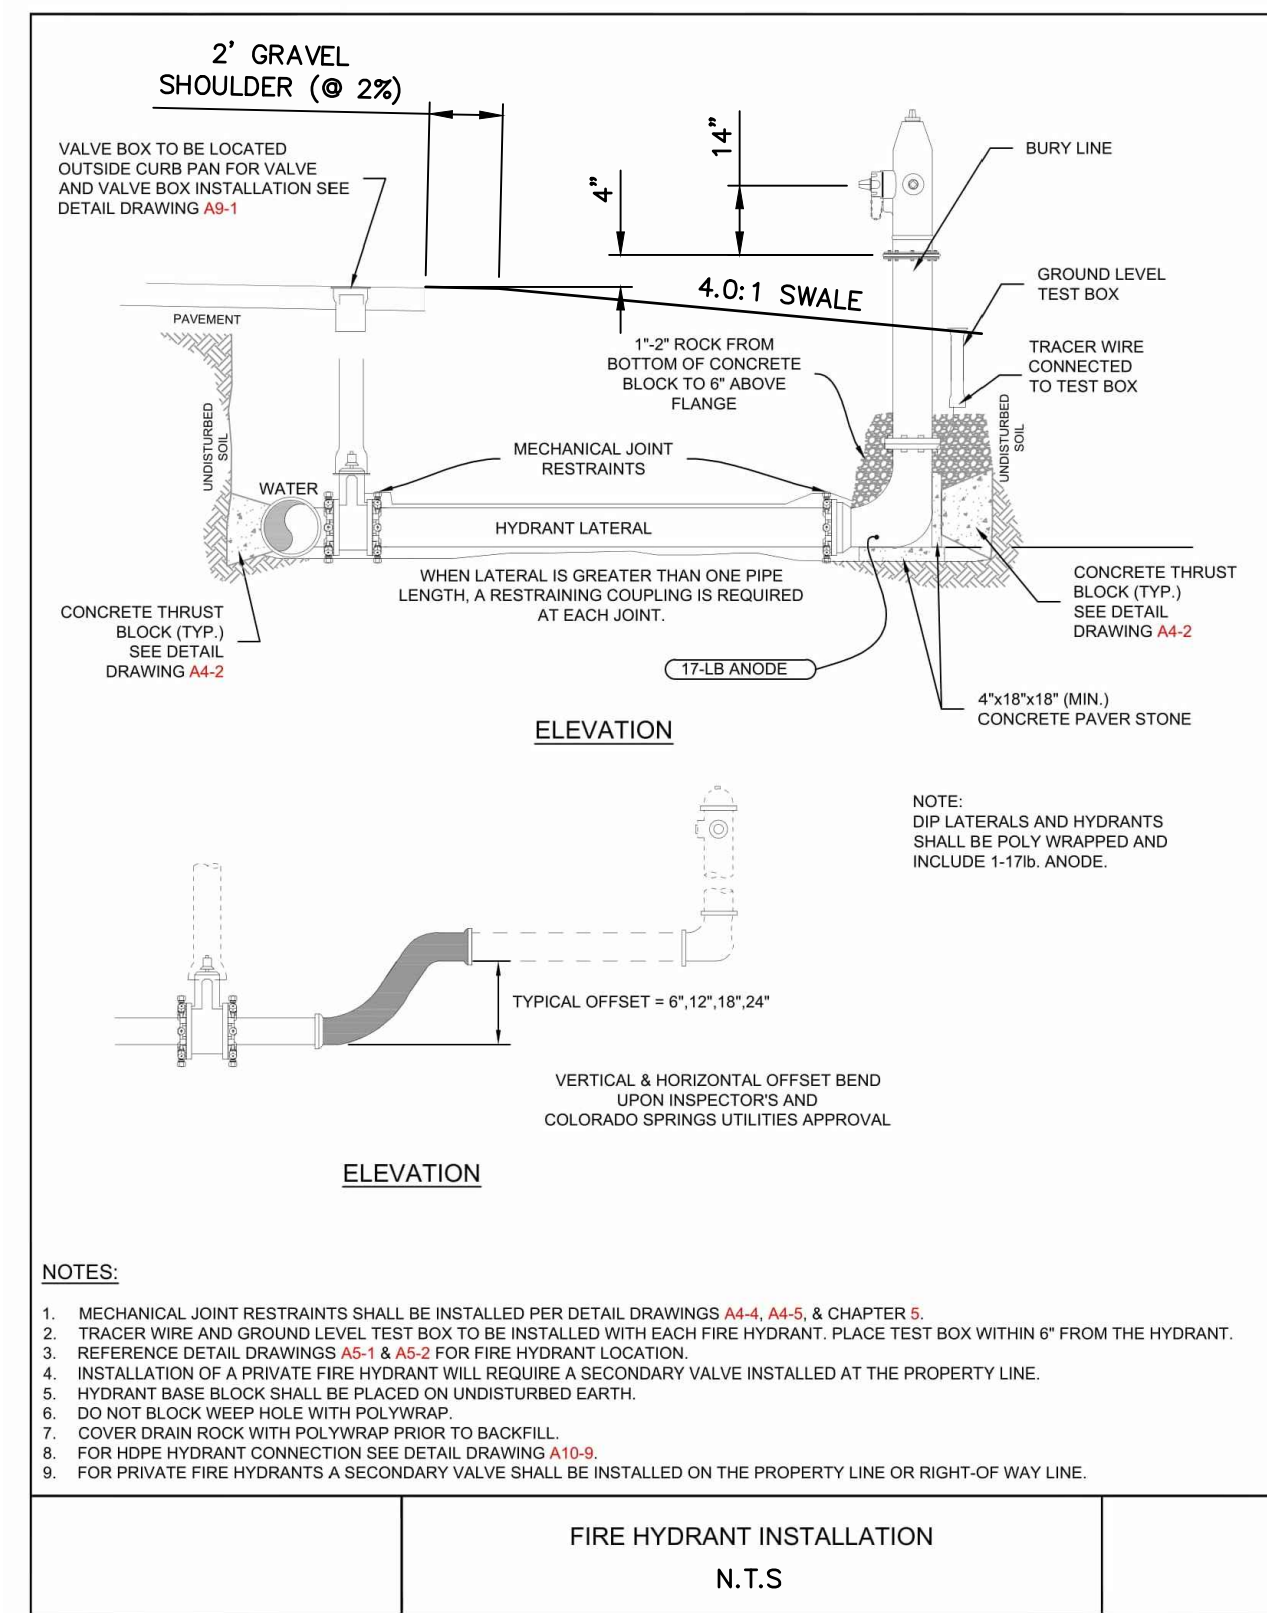 2' GRAVEL
SHOULDER (@ 2%)
VALVE BOX TO BE LOCATED
OUTSIDE CURB PAN FOR VALVE
AND VALVE BOX INSTALLATION SEE
DETAIL DRAWING A9-1
4"
14"
BURY LINE
GROUND LEVEL
TEST BOX
4.0:1 SWALE
PAVEMENT
1"-2" ROCK FROM
BOTTOM OF CONCRETE
BLOCK TO 6" ABOVE
FLANGE
TRACER WIRE
CONNECTED
TO TEST BOX
UNDISTURBED
SOIL
UNDISTURBED
SOIL
MECHANICAL JOINT
RESTRAINTS
WATER
HYDRANT LATERAL
WHEN LATERAL IS GREATER THAN ONE PIPE
LENGTH, A RESTRAINING COUPLING IS REQUIRED
AT EACH JOINT.
CONCRETE THRUST
BLOCK (TYP.)
SEE DETAIL
DRAWING A4-2
CONCRETE THRUST
BLOCK (TYP.)
SEE DETAIL
DRAWING A4-2
17-LB ANODE
4"x18"x18" (MIN.)
CONCRETE PAVER STONE
ELEVATION
NOTE:
DIP LATERALS AND HYDRANTS
SHALL BE POLY WRAPPED AND
INCLUDE 1-17lb. ANODE.
TYPICAL OFFSET = 6",12",18",24"
VERTICAL & HORIZONTAL OFFSET BEND
UPON INSPECTOR'S AND
COLORADO SPRINGS UTILITIES APPROVAL
ELEVATION
NOTES:
1. MECHANICAL JOINT RESTRAINTS SHALL BE INSTALLED PER DETAIL DRAWINGS A4-4, A4-5, & CHAPTER 5.
2. TRACER WIRE AND GROUND LEVEL TEST BOX TO BE INSTALLED WITH EACH FIRE HYDRANT. PLACE TEST BOX WITHIN 6" FROM THE HYDRANT.
3. REFERENCE DETAIL DRAWINGS A5-1 & A5-2 FOR FIRE HYDRANT LOCATION.
4. INSTALLATION OF A PRIVATE FIRE HYDRANT WILL REQUIRE A SECONDARY VALVE INSTALLED AT THE PROPERTY LINE.
5. HYDRANT BASE BLOCK SHALL BE PLACED ON UNDISTURBED EARTH.
6. DO NOT BLOCK WEEP HOLE WITH POLYWRAP.
7. COVER DRAIN ROCK WITH POLYWRAP PRIOR TO BACKFILL.
8. FOR HDPE HYDRANT CONNECTION SEE DETAIL DRAWING A10-9.
9. FOR PRIVATE FIRE HYDRANTS A SECONDARY VALVE SHALL BE INSTALLED ON THE PROPERTY LINE OR RIGHT-OF WAY LINE.
FIRE HYDRANT INSTALLATION
N.T.S